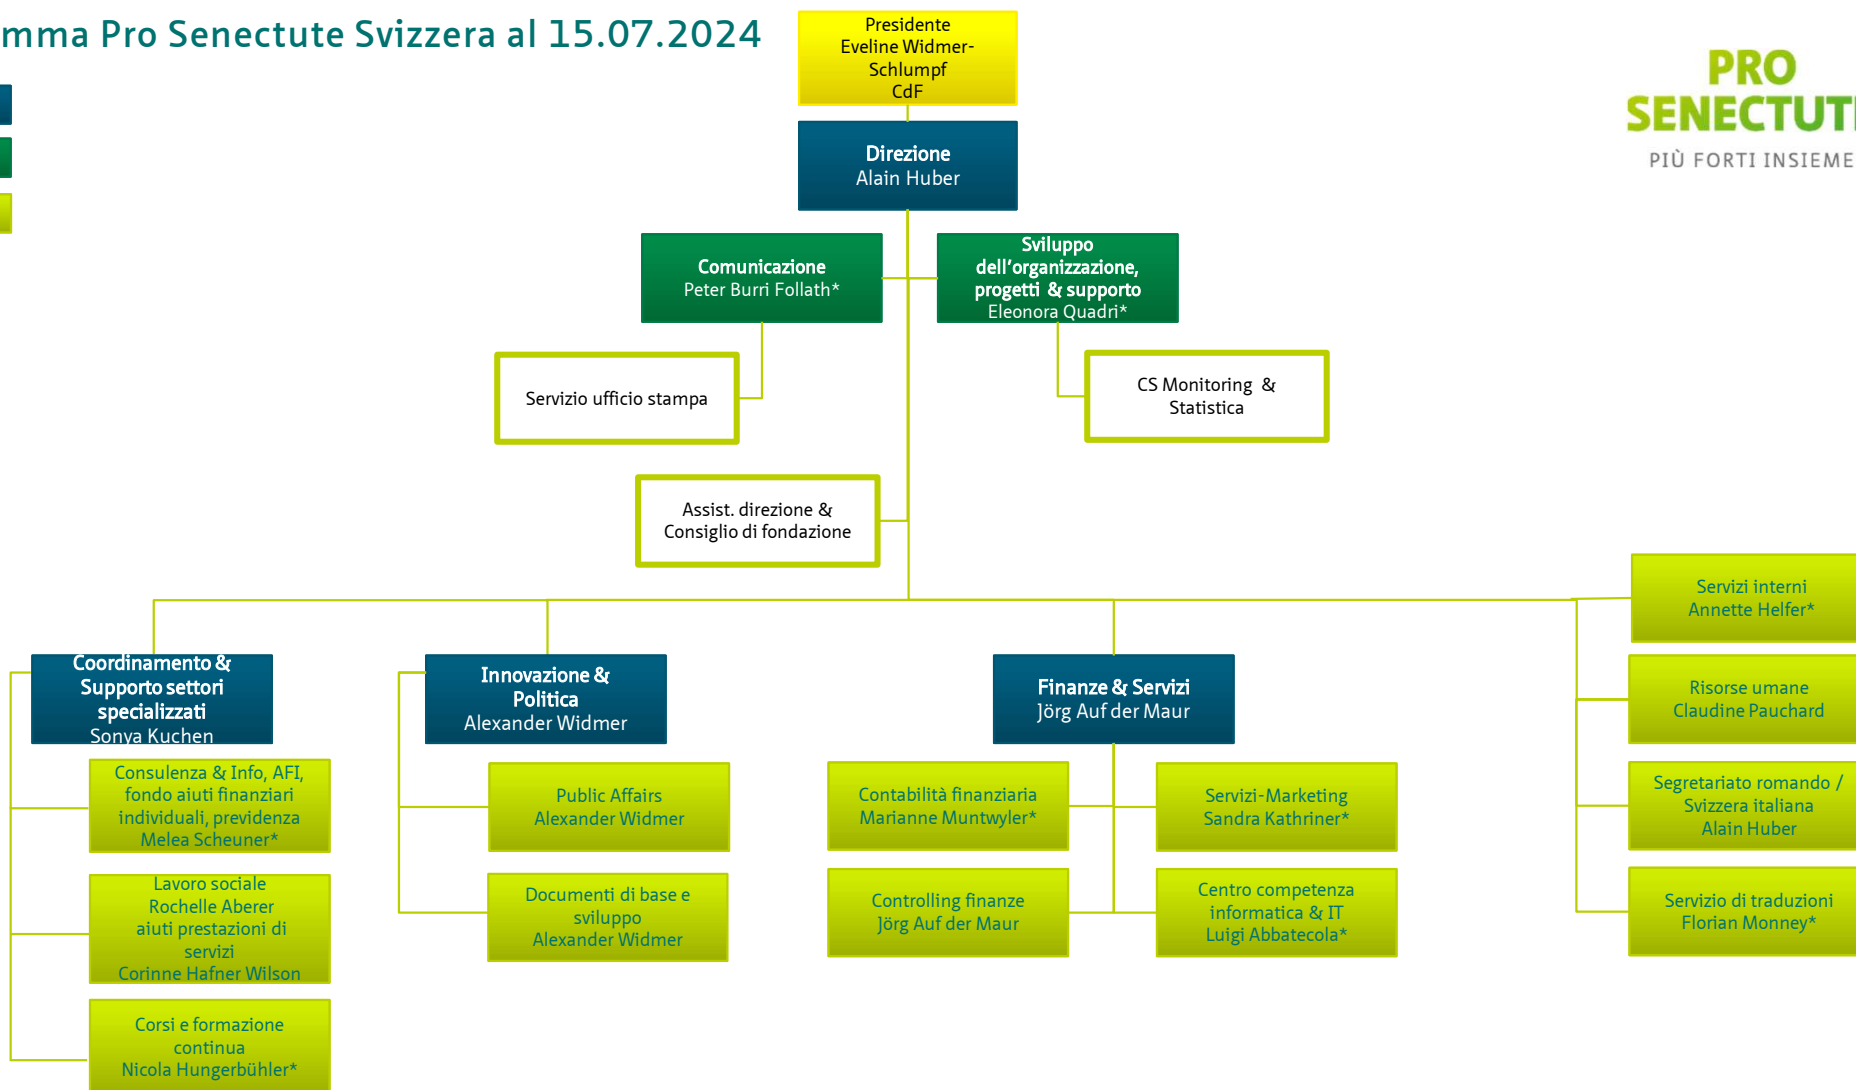 mma Pro Senectute Svizzera al 15.07.2024
PRO
SENECTUTE
PIÙ FORTI INSIEME
Presidente
Eveline Widmer-
Schlumpf
CdF
Direzione
Alain Huber
Comunicazione
Peter Burri Follath*
Sviluppo
dell'organizzazione,
progetti & supporto
Eleonora Quadri*
Servizio ufficio stampa
CS Monitoring &
Statistica
Assist. direzione &
Consiglio di fondazione
Coordinamento &
Supporto settori
specializzati
Sonya Kuchen
Consulenza & Info, AFI,
fondo aiuti finanziari
individuali, previdenza
Melea Scheuner*
Lavoro sociale
Rochelle Aberer
aiuti prestazioni di
servizi
Corinne Hafner Wilson
Corsi e formazione
continua
Nicola Hungerbühler*
Innovazione &
Politica
Alexander Widmer
Public Affairs
Alexander Widmer
Documenti di base e
sviluppo
Alexander Widmer
Finanze & Servizi
Jörg Auf der Maur
Contabilità finanziaria
Marianne Muntwyler*
Servizi-Marketing
Sandra Kathriner*
Controlling finanze
Jörg Auf der Maur
Centro competenza
informatica & IT
Luigi Abbatecola*
Servizi interni
Annette Helfer*
Risorse umane
Claudine Pauchard
Segretariato romando /
Svizzera italiana
Alain Huber
Servizio di traduzioni
Florian Monney*